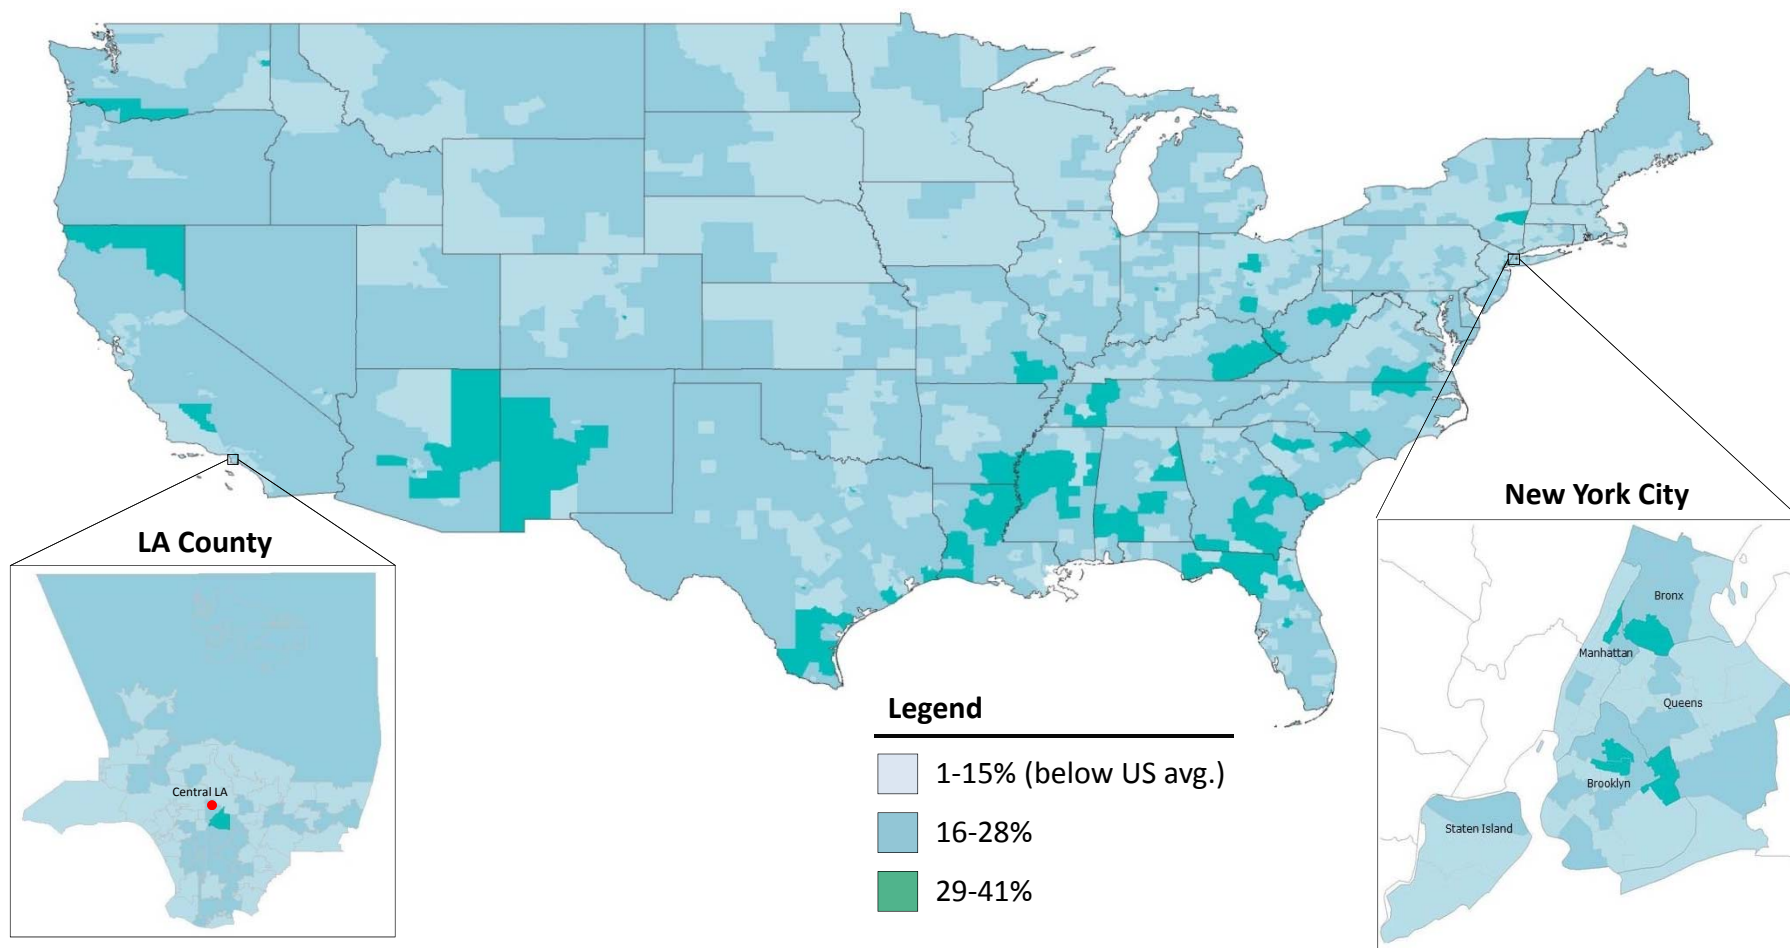 LA County
Central LA
New York City
Bronx
Manhattan
Queens
Brooklyn
Staten Island
Legend
1-15% (below US avg.)
16-28%
29-41%